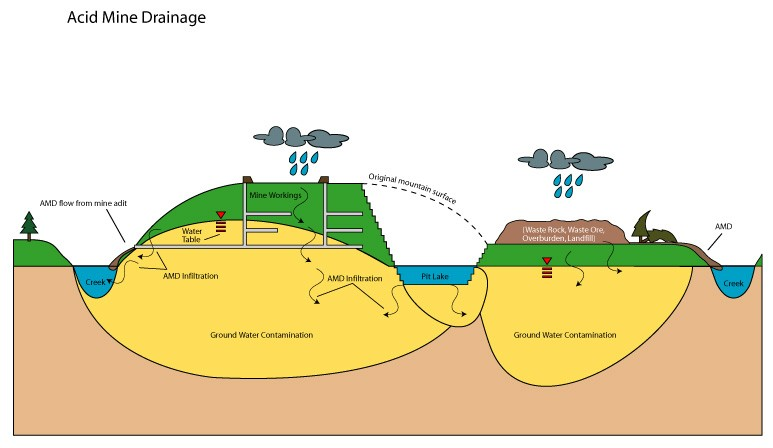 Acid Mine Drainage
Original mountain surface
Mine Workings
AMD flow from mine adit
Water
Table
(Waste Rock, Waste Ore,
Overburden, Landfill)
AMD
AMD Infiltration
AMD Infiltration
Pit Lake
Creek
Creek
Ground Water Contamination
Ground Water Contamination